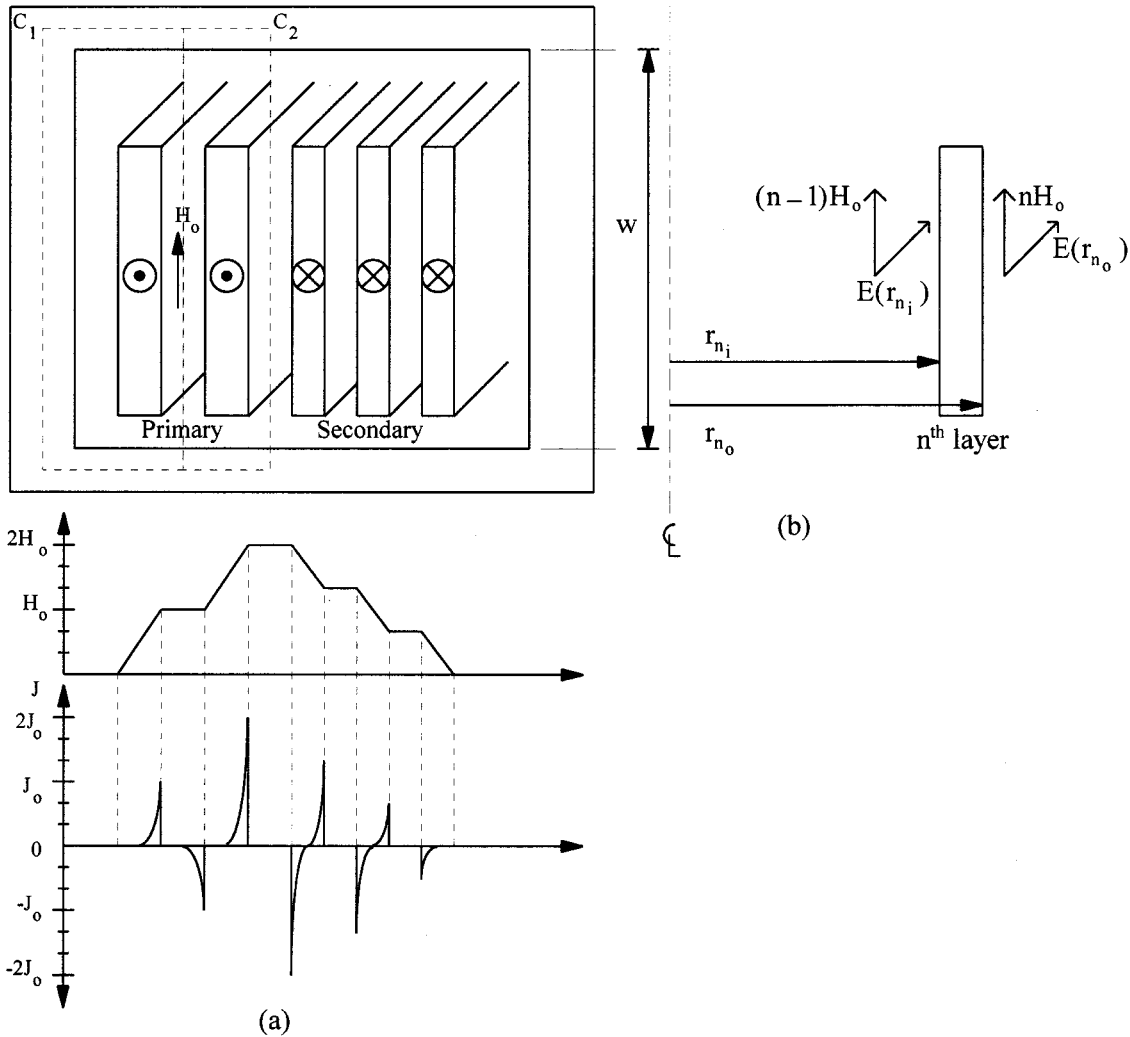 C₁ C₂
Hₒ
Primary Secondary
w
(n − 1)Hₒ nHₒ
E(rₙᵢ) E(rₙₒ)
rₙᵢ
rₙₒ
nᵗʰ layer
℄
(b)
2Hₒ
Hₒ
J
2Jₒ
Jₒ
0
-Jₒ
-2Jₒ
(a)